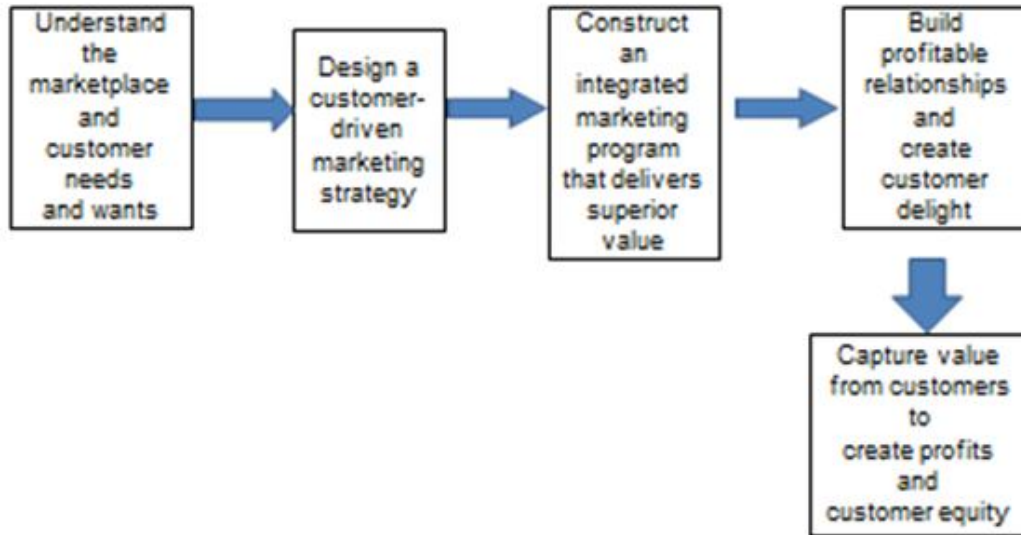 Understand
the
marketplace
and
customer
needs
and wants
Design a
customer-
driven
marketing
strategy
Construct
an
integrated
marketing
program
that delivers
superior
value
Build
profitable
relationships
and
create
customer
delight
Capture value
from customers
to
create profits
and
customer equity